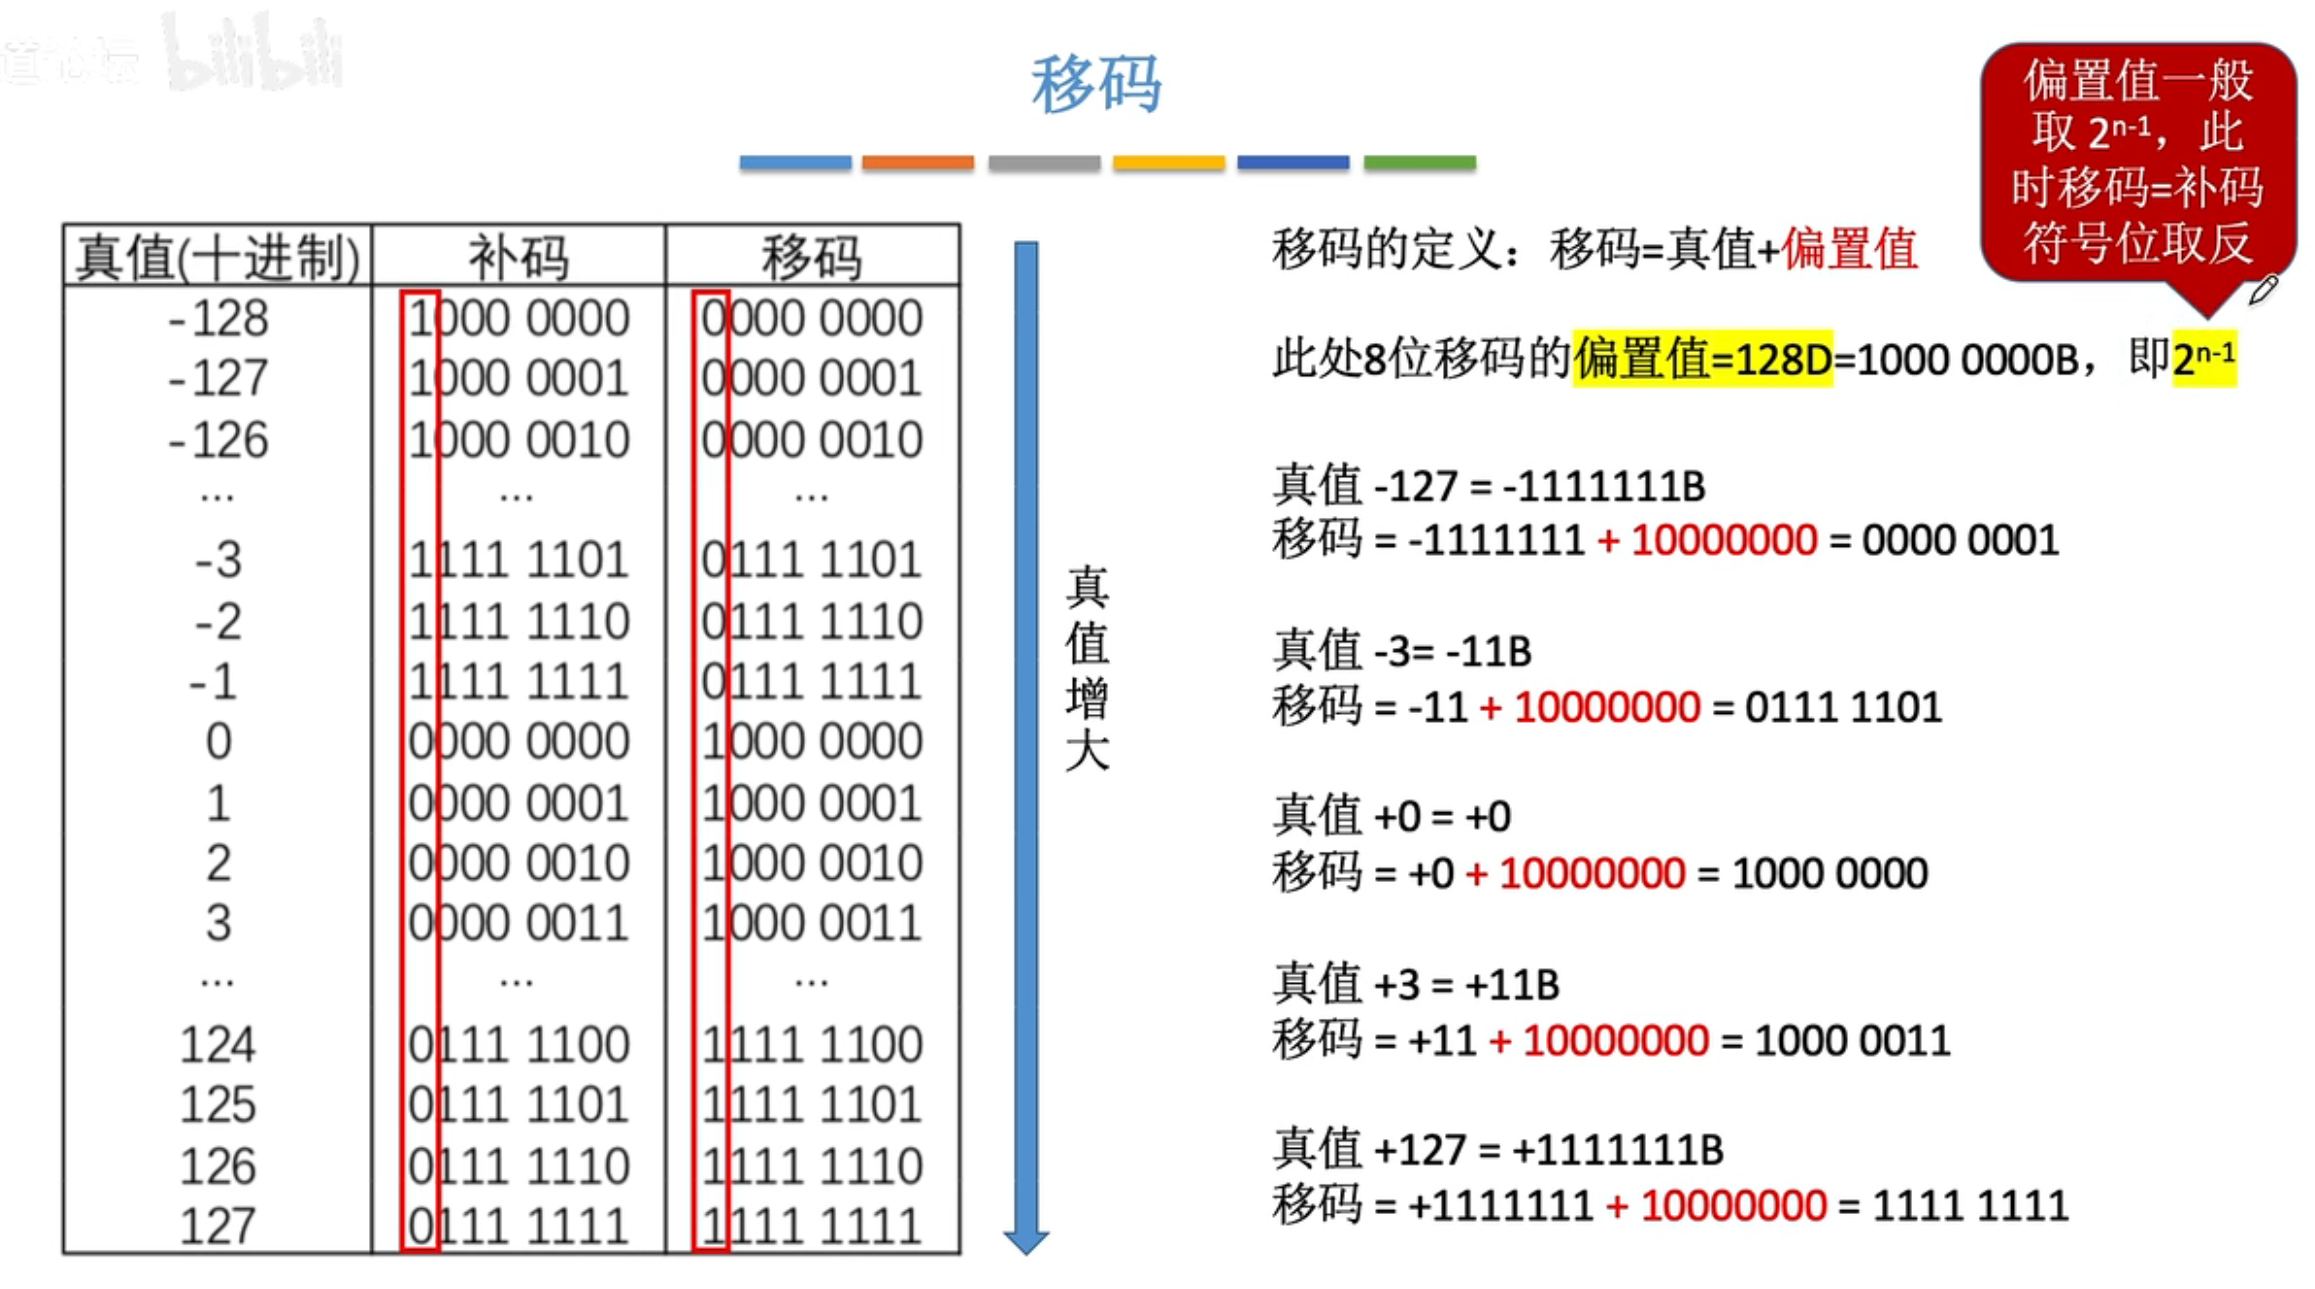 道论坛 bilibili
移码
偏置值一般
取 2ⁿ⁻¹，此
时移码=补码
符号位取反
真值(十进制) 补码 移码
-128 1000 0000 0000 0000
-127 1000 0001 0000 0001
-126 1000 0010 0000 0010
... ... ...
-3 1111 1101 0111 1101
-2 1111 1110 0111 1110
-1 1111 1111 0111 1111
0 0000 0000 1000 0000
1 0000 0001 1000 0001
2 0000 0010 1000 0010
3 0000 0011 1000 0011
... ... ...
124 0111 1100 1111 1100
125 0111 1101 1111 1101
126 0111 1110 1111 1110
127 0111 1111 1111 1111
真
值
增
大
移码的定义：移码=真值+偏置值
此处8位移码的偏置值=128D=1000 0000B，即2ⁿ⁻¹
真值 -127 = -1111111B
移码 = -1111111 + 10000000 = 0000 0001
真值 -3= -11B
移码 = -11 + 10000000 = 0111 1101
真值 +0 = +0
移码 = +0 + 10000000 = 1000 0000
真值 +3 = +11B
移码 = +11 + 10000000 = 1000 0011
真值 +127 = +1111111B
移码 = +1111111 + 10000000 = 1111 1111